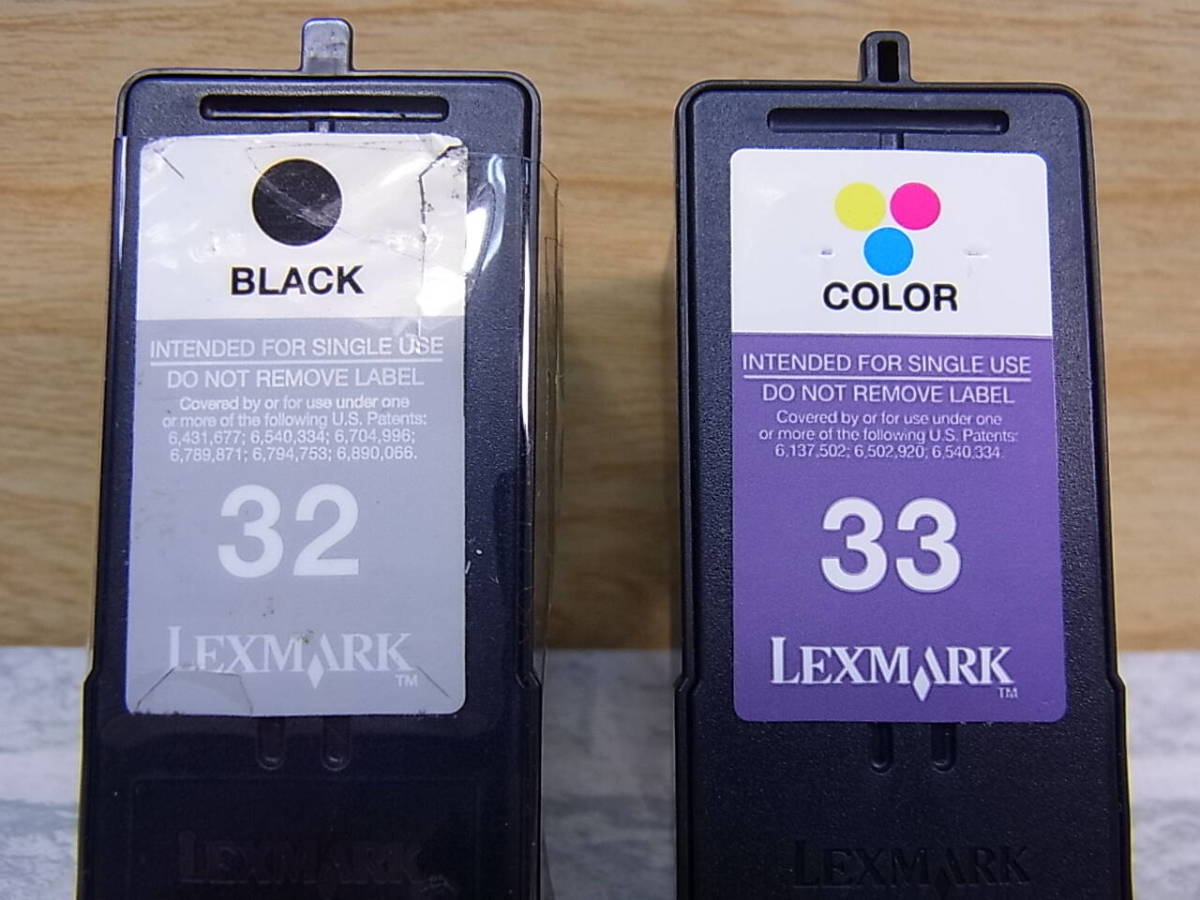 BLACK
INTENDED FOR SINGLE USE
DO NOT REMOVE LABEL
Covered by or for use under one
or more of the following U.S. Patents:
6,431,677; 6,540,334; 6,704,996;
6,789,871; 6,794,753; 6,890,066.
32
LEXMARK
TM
LEXMARK
COLOR
INTENDED FOR SINGLE USE
DO NOT REMOVE LABEL
Covered by or for use under one
or more of the following U.S. Patents:
6,137,502; 6,502,920; 6,540,334.
33
LEXMARK
TM
LEXMARK